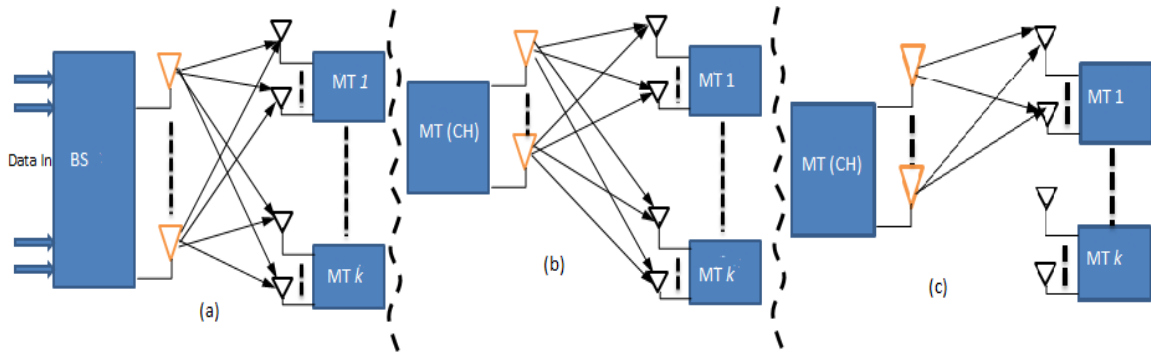 Data In
BS
MT 1
MT k
(a)
MT (CH)
MT 1
MT k
(b)
MT (CH)
MT 1
MT k
(c)